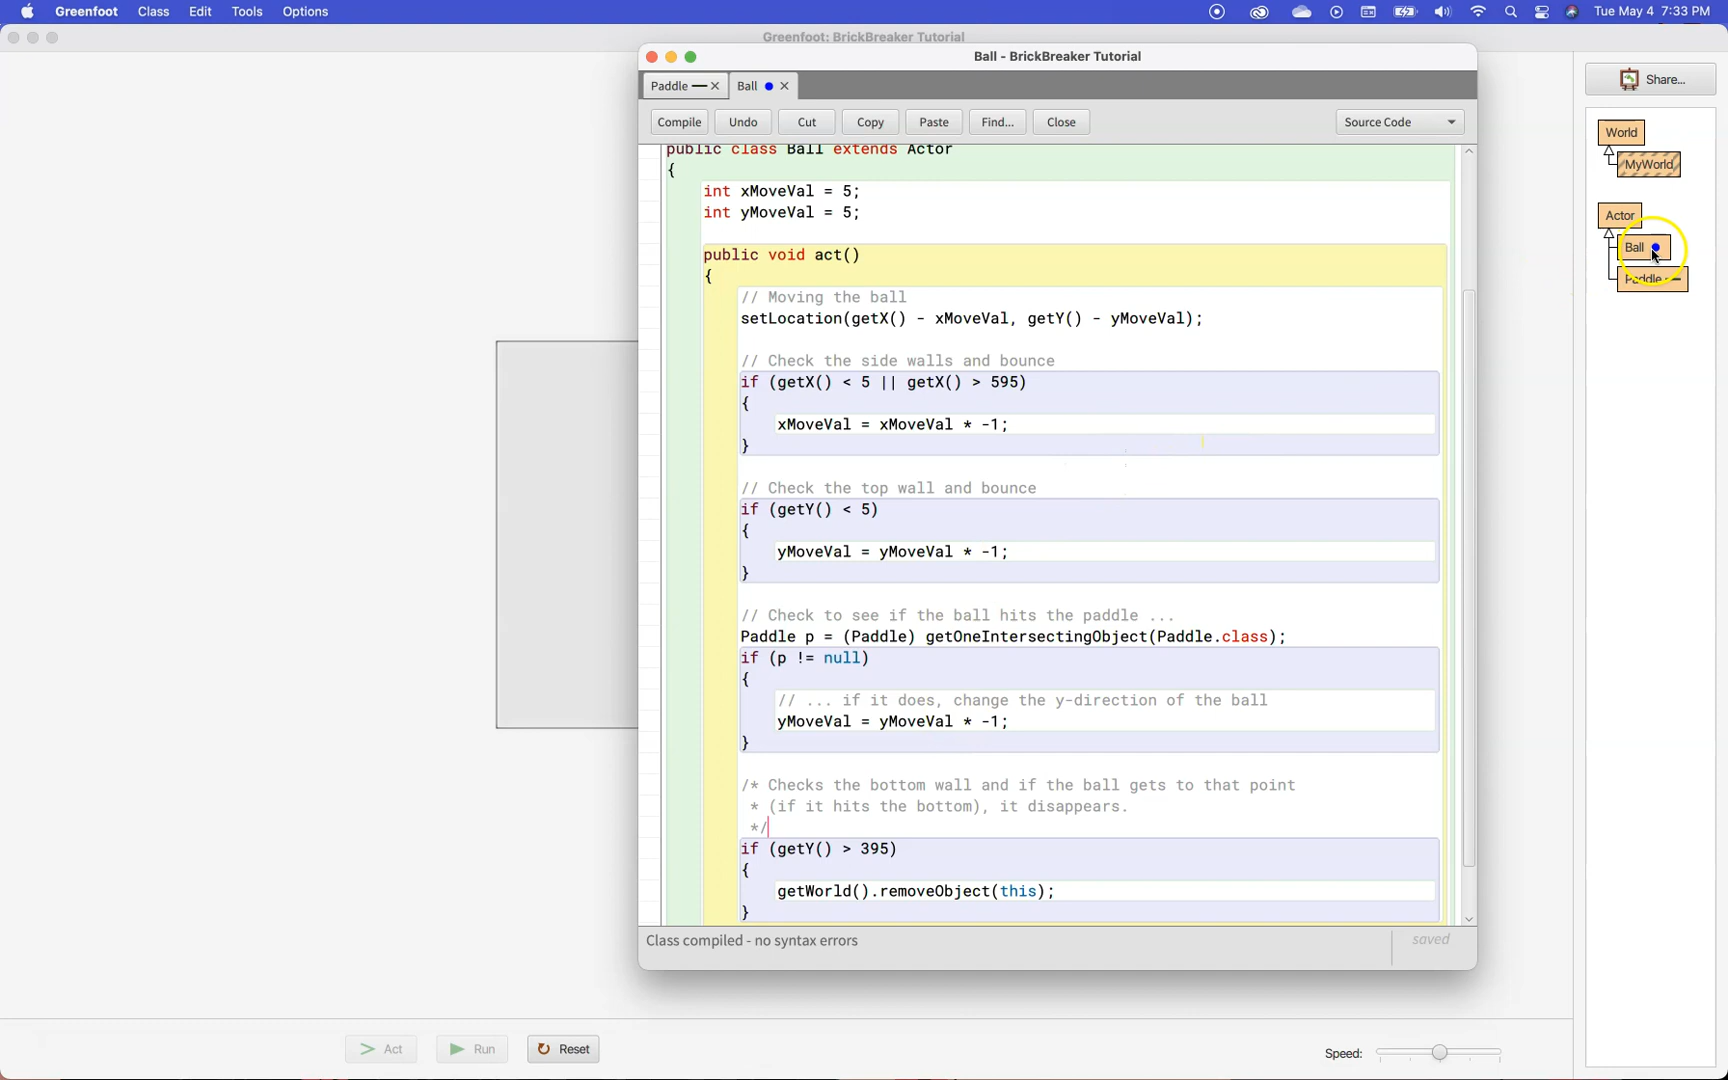 Greenfoot Class Edit Tools Options Tue May 4 7:33 PM
Greenfoot: BrickBreaker Tutorial
Ball - BrickBreaker Tutorial
Paddle Ball
Compile Undo Cut Copy Paste Find... Close Source Code
public class Ball extends Actor
{
int xMoveVal = 5;
int yMoveVal = 5;
public void act()
{
// Moving the ball
setLocation(getX() - xMoveVal, getY() - yMoveVal);
// Check the side walls and bounce
if (getX() < 5 || getX() > 595)
{
xMoveVal = xMoveVal * -1;
}
// Check the top wall and bounce
if (getY() < 5)
{
yMoveVal = yMoveVal * -1;
}
// Check to see if the ball hits the paddle ...
Paddle p = (Paddle) getOneIntersectingObject(Paddle.class);
if (p != null)
{
// ... if it does, change the y-direction of the ball
yMoveVal = yMoveVal * -1;
}
/* Checks the bottom wall and if the ball gets to that point
* (if it hits the bottom), it disappears.
*/
if (getY() > 395)
{
getWorld().removeObject(this);
}
Class compiled - no syntax errors
saved
Share...
World
MyWorld
Actor
Ball
Paddle
> Act Run Reset
Speed: